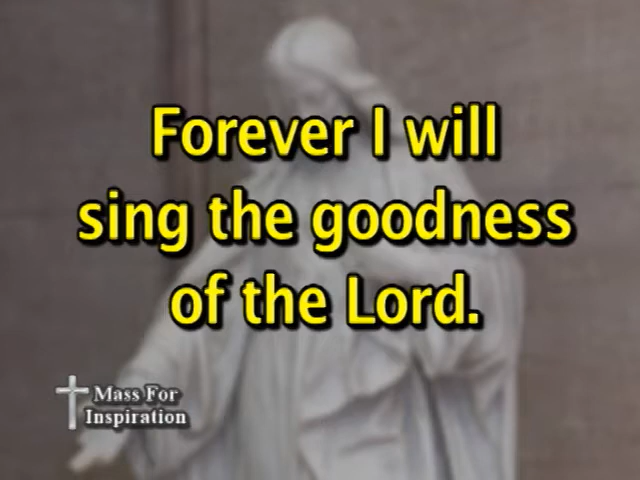 Forever I will
sing the goodness
of the Lord.
Mass For
Inspiration